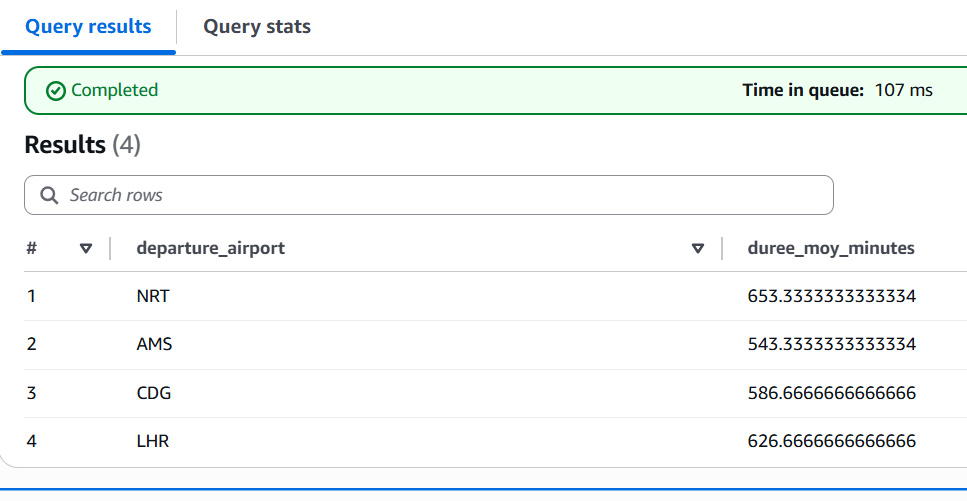 Query results Query stats
Completed Time in queue: 107 ms
Results (4)
Search rows
# departure_airport duree_moy_minutes
1 NRT 653.3333333333334
2 AMS 543.3333333333334
3 CDG 586.6666666666666
4 LHR 626.6666666666666